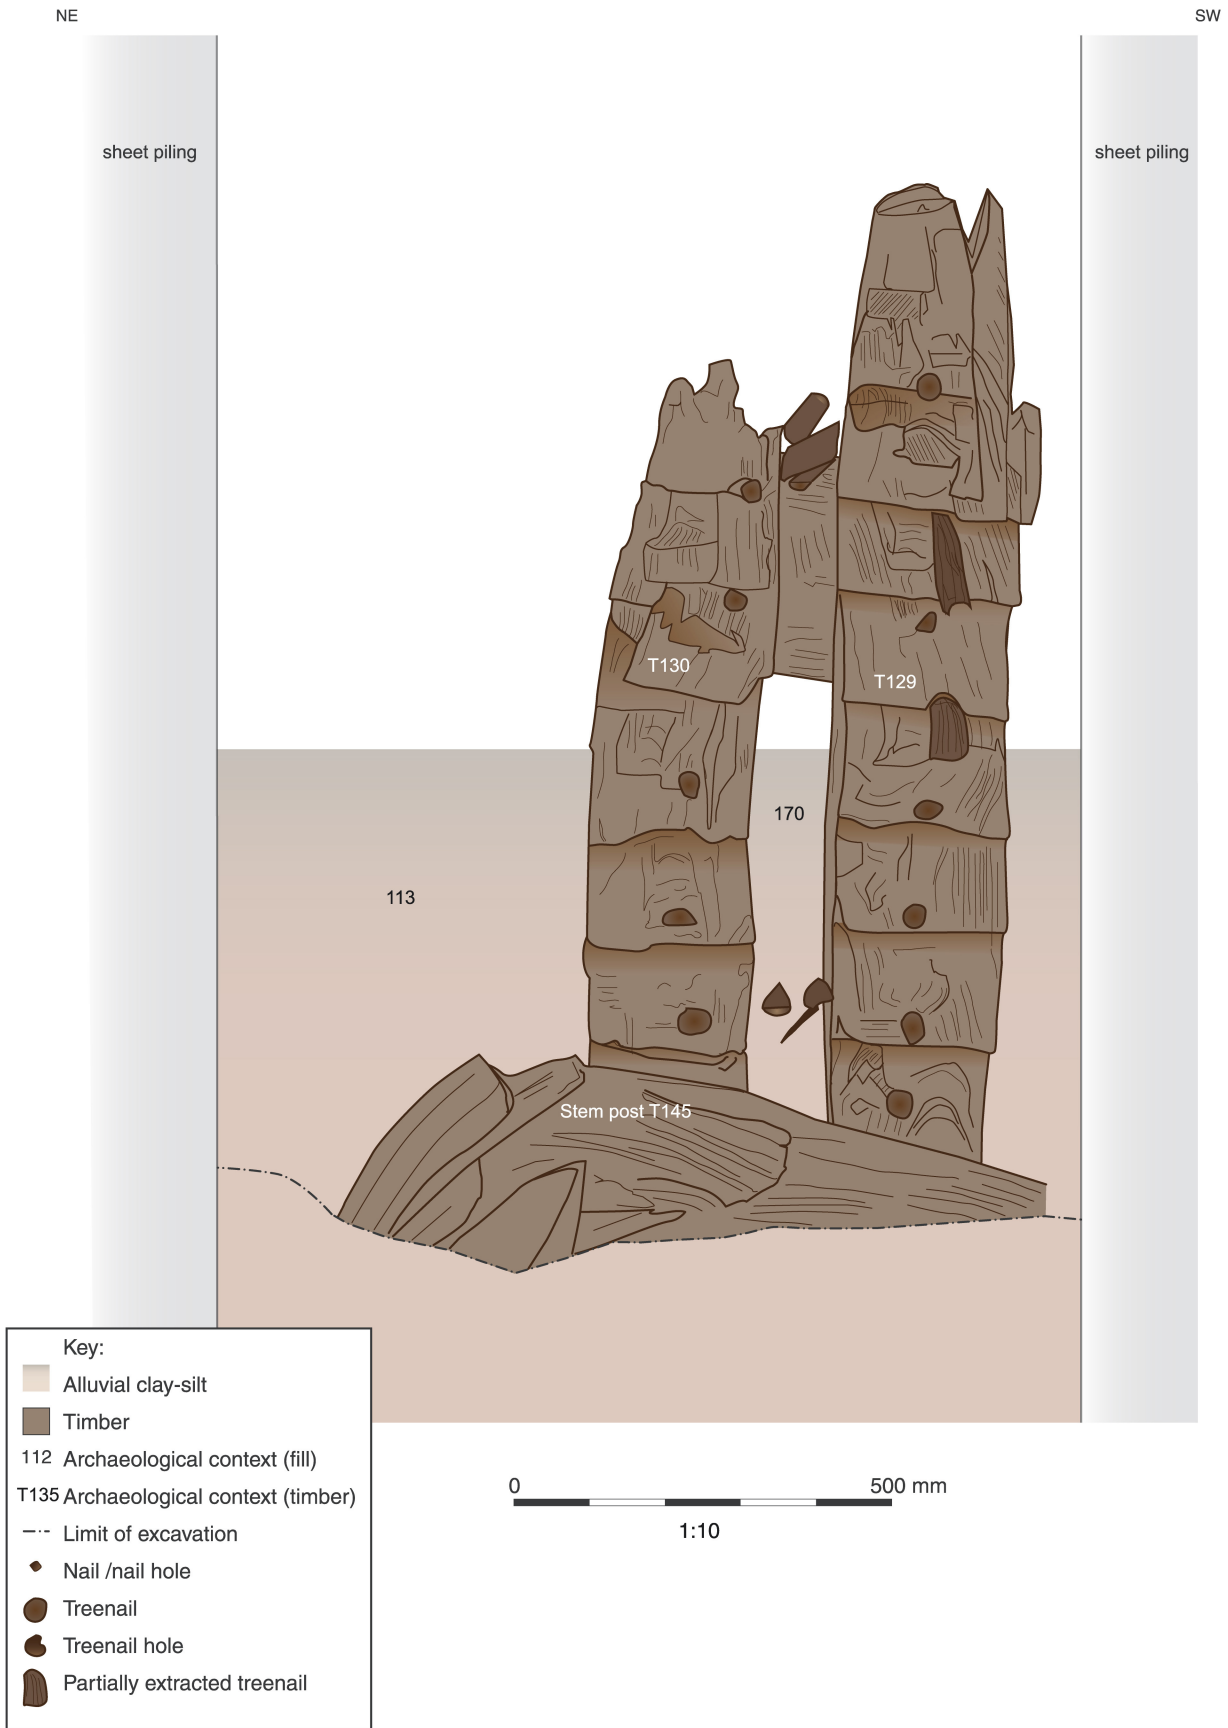 NE
SW
sheet piling
sheet piling
T130
T129
170
113
Stem post T145
Key:
Alluvial clay-silt
Timber
112 Archaeological context (fill)
T135 Archaeological context (timber)
Limit of excavation
Nail /nail hole
Treenail
Treenail hole
Partially extracted treenail
0 500 mm
1:10